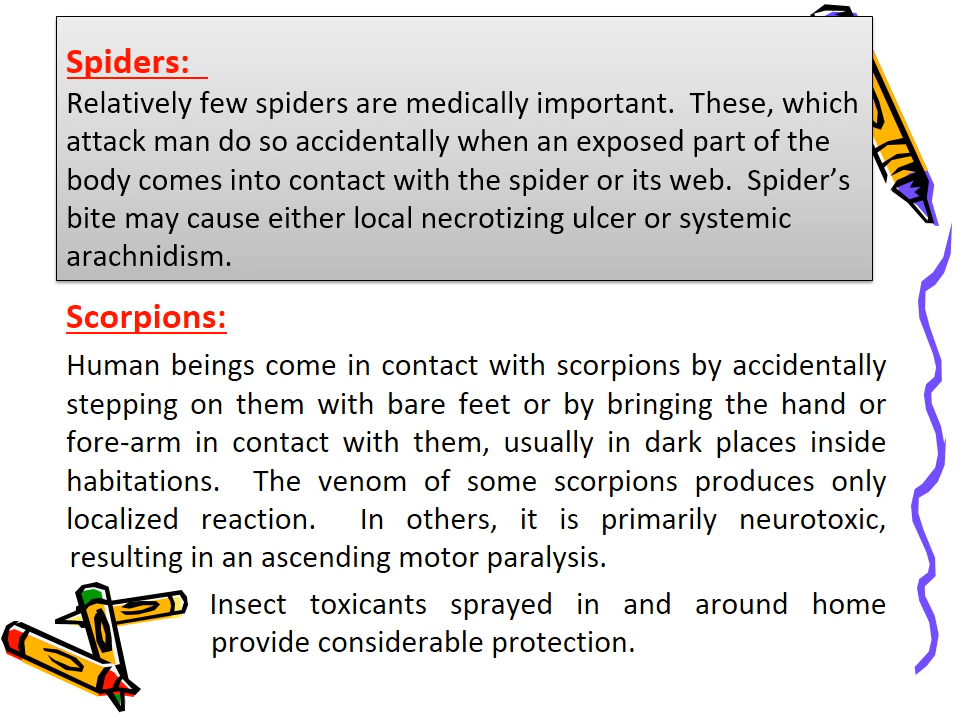 Spiders:
Relatively few spiders are medically important.  These, which
attack man do so accidentally when an exposed part of the
body comes into contact with the spider or its web.  Spider’s
bite may cause either local necrotizing ulcer or systemic
arachnidism.
Scorpions:
Human beings come in contact with scorpions by accidentally
stepping on them with bare feet or by bringing the hand or
fore-arm in contact with them, usually in dark places inside
habitations.  The venom of some scorpions produces only
localized reaction.  In others, it is primarily neurotoxic,
resulting in an ascending motor paralysis.
Insect toxicants sprayed in and around home
provide considerable protection.